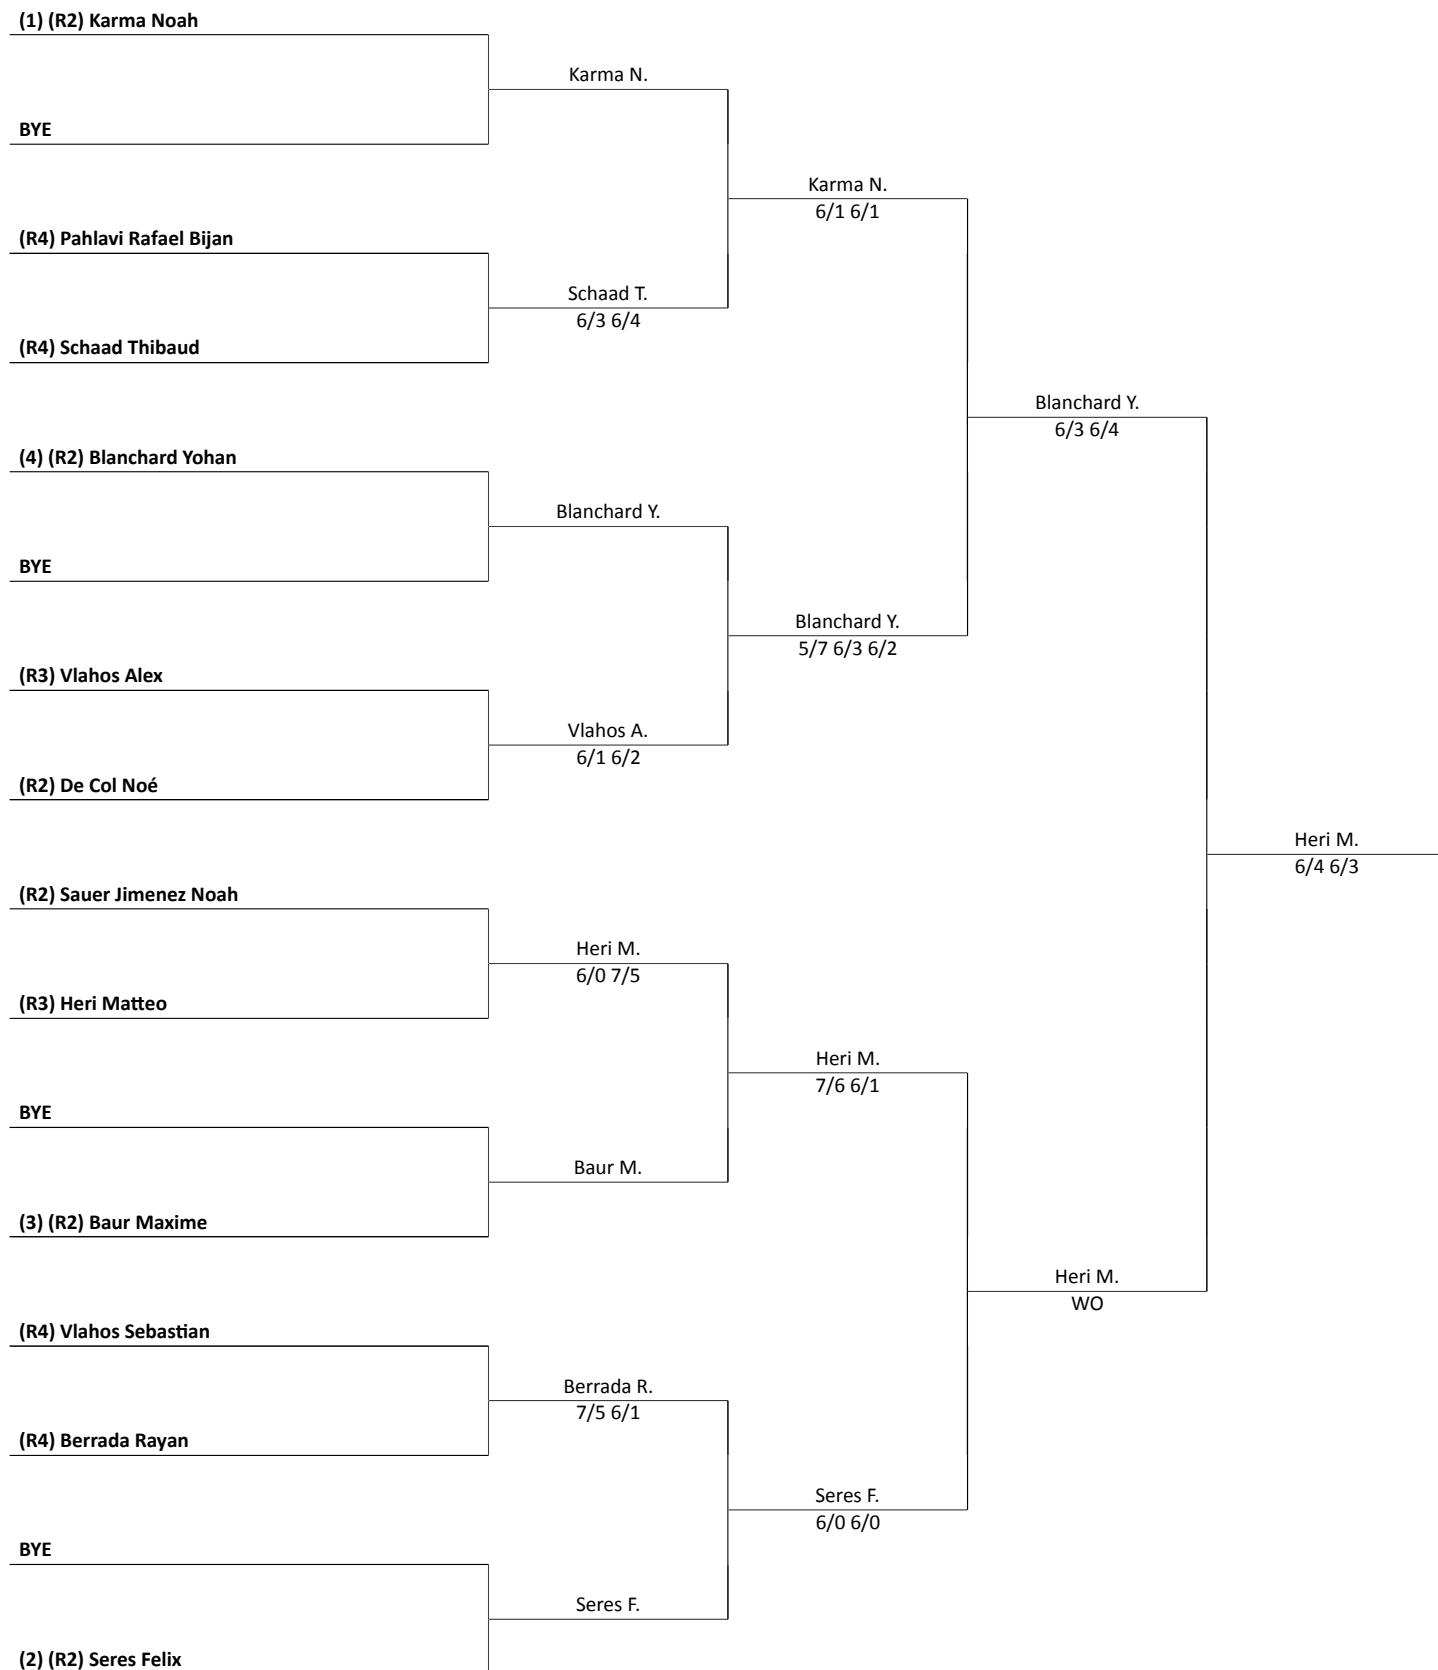 (1) (R2) Karma Noah
Karma N.
BYE
Karma N.
6/1 6/1
(R4) Pahlavi Rafael Bijan
Schaad T.
6/3 6/4
(R4) Schaad Thibaud
Blanchard Y.
6/3 6/4
(4) (R2) Blanchard Yohan
Blanchard Y.
BYE
Blanchard Y.
5/7 6/3 6/2
(R3) Vlahos Alex
Vlahos A.
6/1 6/2
(R2) De Col Noé
Heri M.
6/4 6/3
(R2) Sauer Jimenez Noah
Heri M.
6/0 7/5
(R3) Heri Matteo
Heri M.
7/6 6/1
BYE
Baur M.
(3) (R2) Baur Maxime
Heri M.
WO
(R4) Vlahos Sebastian
Berrada R.
7/5 6/1
(R4) Berrada Rayan
Seres F.
6/0 6/0
BYE
Seres F.
(2) (R2) Seres Felix